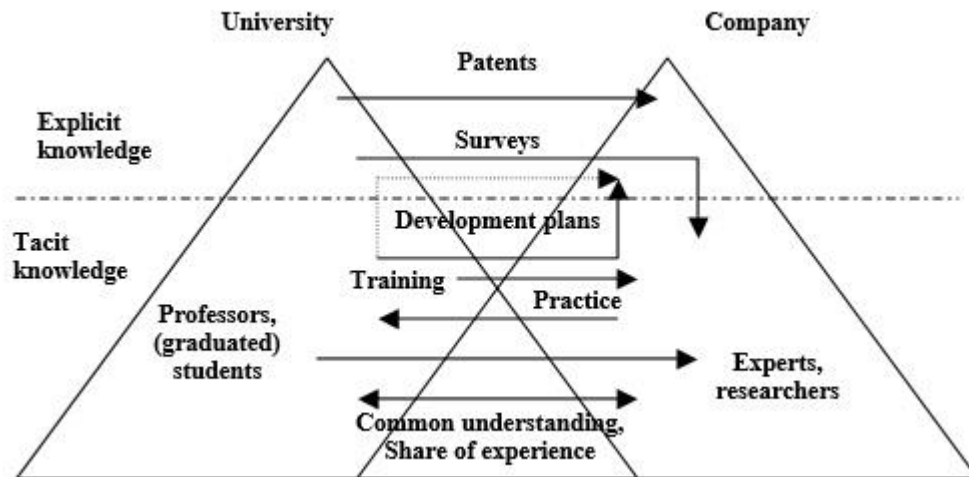 University
Company
Patents
Explicit
knowledge
Surveys
Development plans
Tacit
knowledge
Training
Practice
Professors,
(graduated)
students
Experts,
researchers
Common understanding,
Share of experience